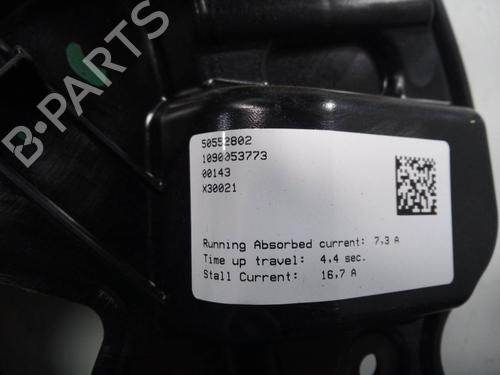 B-PARTS
50552802
1090053773
00143
X30021
Running Absorbed current: 7,3 A
Time up travel: 4,4 sec.
Stall Current: 16,7 A